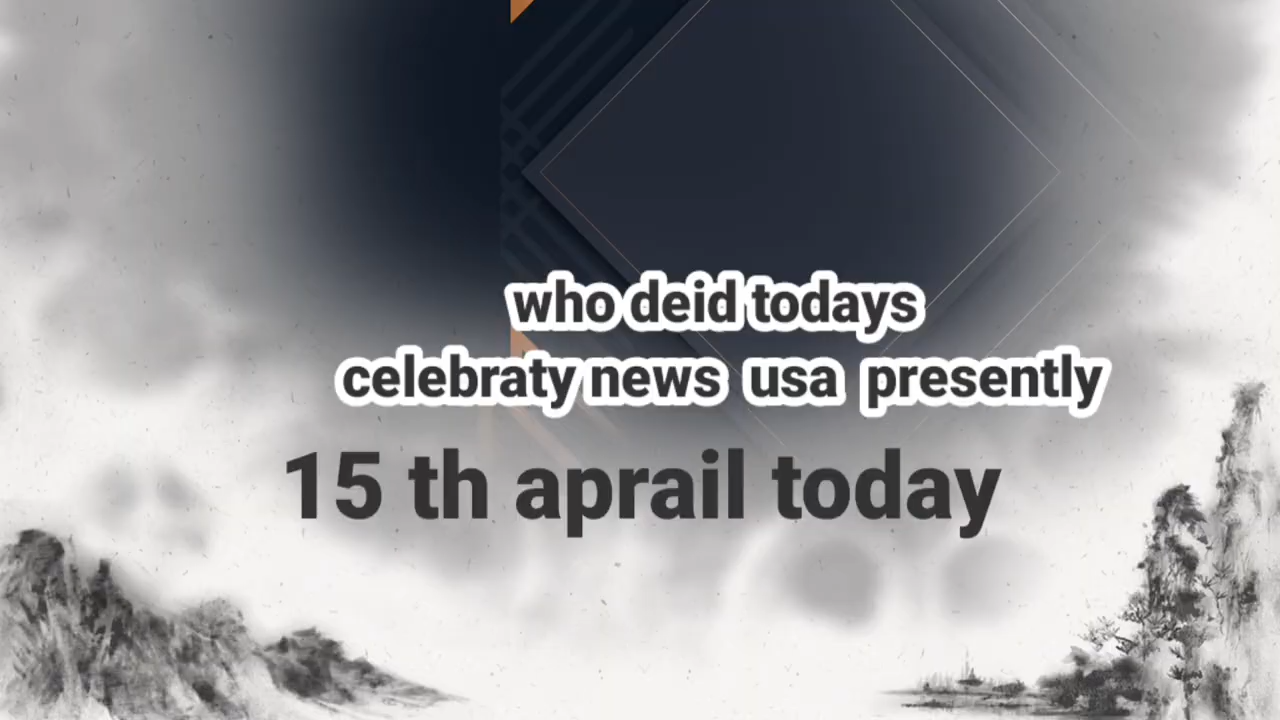 who deid todays
celebraty news usa presently
15 th aprail today